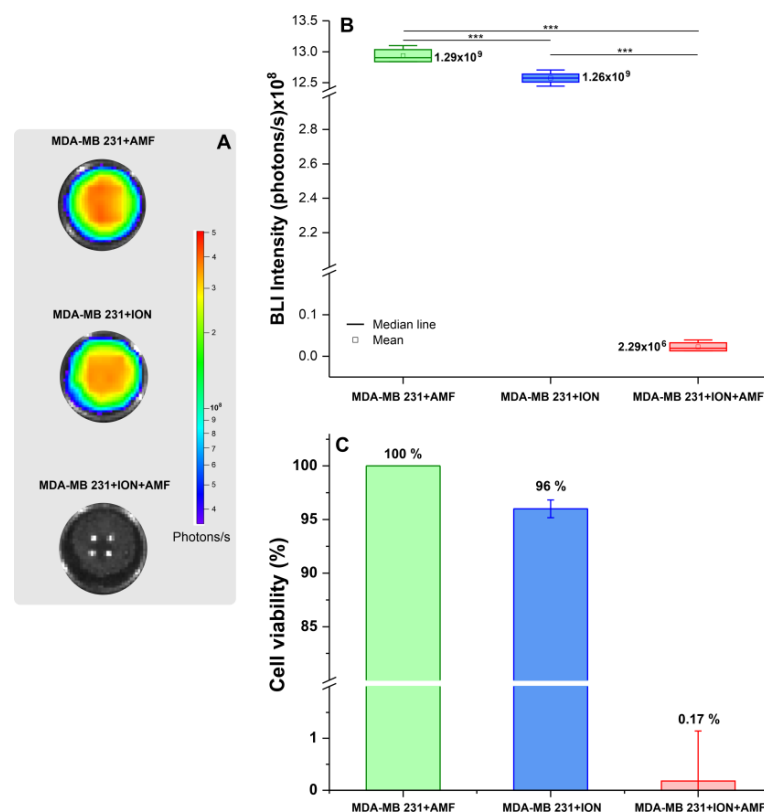 A
MDA-MB 231+AMF
MDA-MB 231+ION
MDA-MB 231+ION+AMF
5
4
3
2
10⁸
9
8
7
6
5
4
Photons/s
B
BLI Intensity (photons/s)x10⁸
13.5
13.0
12.5
2.8
2.6
2.4
2.2
0.1
0.0
***
***
***
1.29x10⁹
1.26x10⁹
2.29x10⁶
Median line
Mean
MDA-MB 231+AMF
MDA-MB 231+ION
MDA-MB 231+ION+AMF
C
Cell viability (%)
100
95
90
85
1
0
100 %
96 %
0.17 %
MDA-MB 231+AMF
MDA-MB 231+ION
MDA-MB 231+ION+AMF